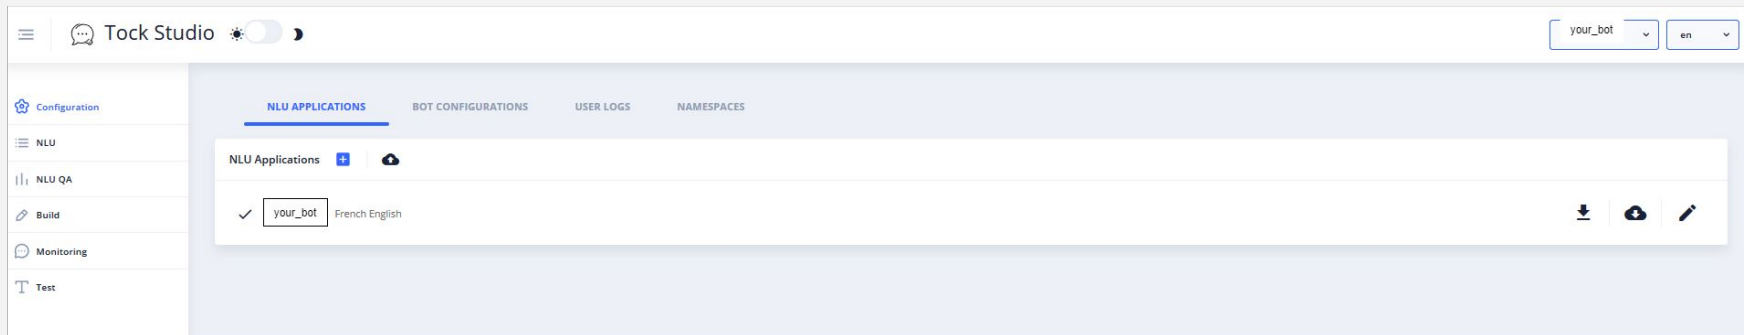 Tock Studio
your_bot
en
Configuration
NLU
NLU QA
Build
Monitoring
Test
NLU APPLICATIONS BOT CONFIGURATIONS USER LOGS NAMESPACES
NLU Applications
your_bot French English